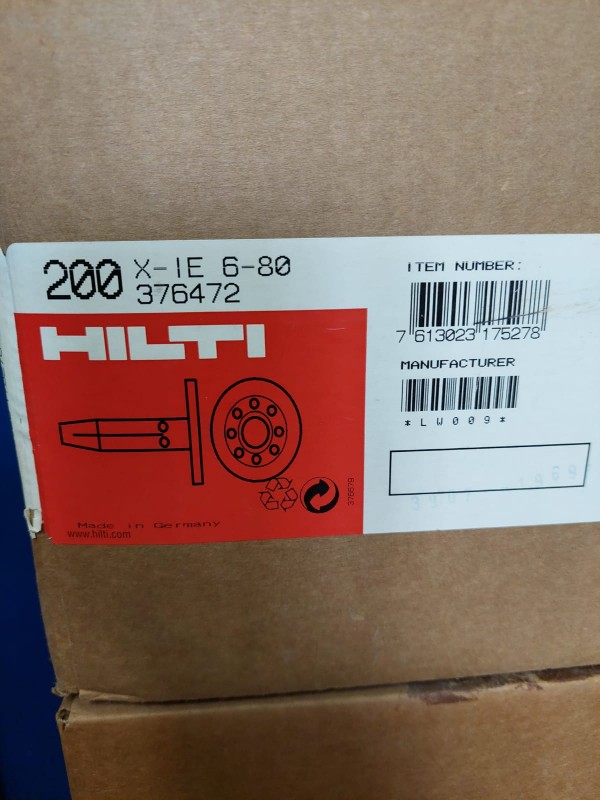 200 X-IE 6-80
376472
HILTI
Made in Germany
www.hilti.com
376579
ITEM NUMBER:
7 613023 175278
MANUFACTURER
*LW009*